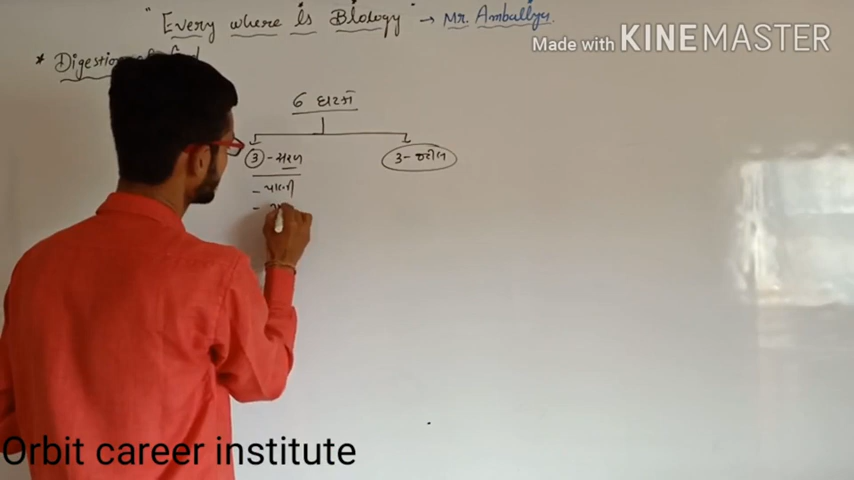 "Every where Is Biology" → Mr. Ambaliya.
Made with KINEMASTER
* Digestion
6 ઘટકો
3 - સરળ
3 - જટીલ
- પાણી
-
Orbit career institute